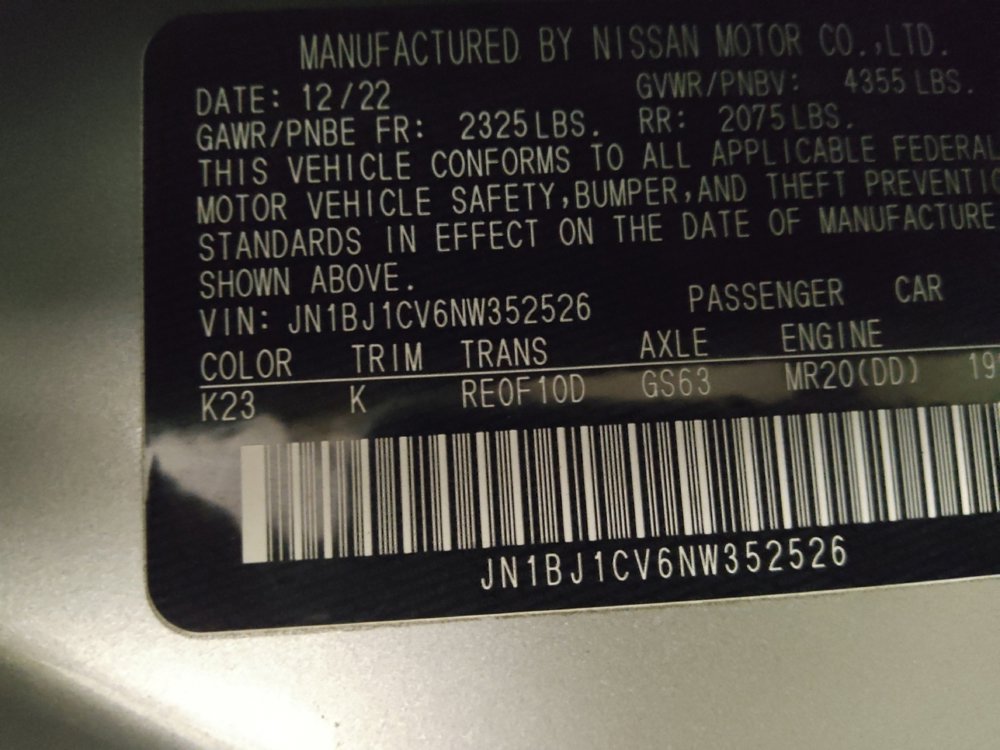 MANUFACTURED BY NISSAN MOTOR CO.,LTD.
DATE: 12/22 GVWR/PNBV: 4355 LBS.
GAWR/PNBE FR: 2325 LBS. RR: 2075 LBS.
THIS VEHICLE CONFORMS TO ALL APPLICABLE FEDERAL
MOTOR VEHICLE SAFETY,BUMPER,AND THEFT PREVENTIO
STANDARDS IN EFFECT ON THE DATE OF MANUFACTURE
SHOWN ABOVE.
VIN: JN1BJ1CV6NW352526 PASSENGER CAR
COLOR TRIM TRANS AXLE ENGINE
K23 K RE0F10D GS63 MR20(DD) 19
JN1BJ1CV6NW352526